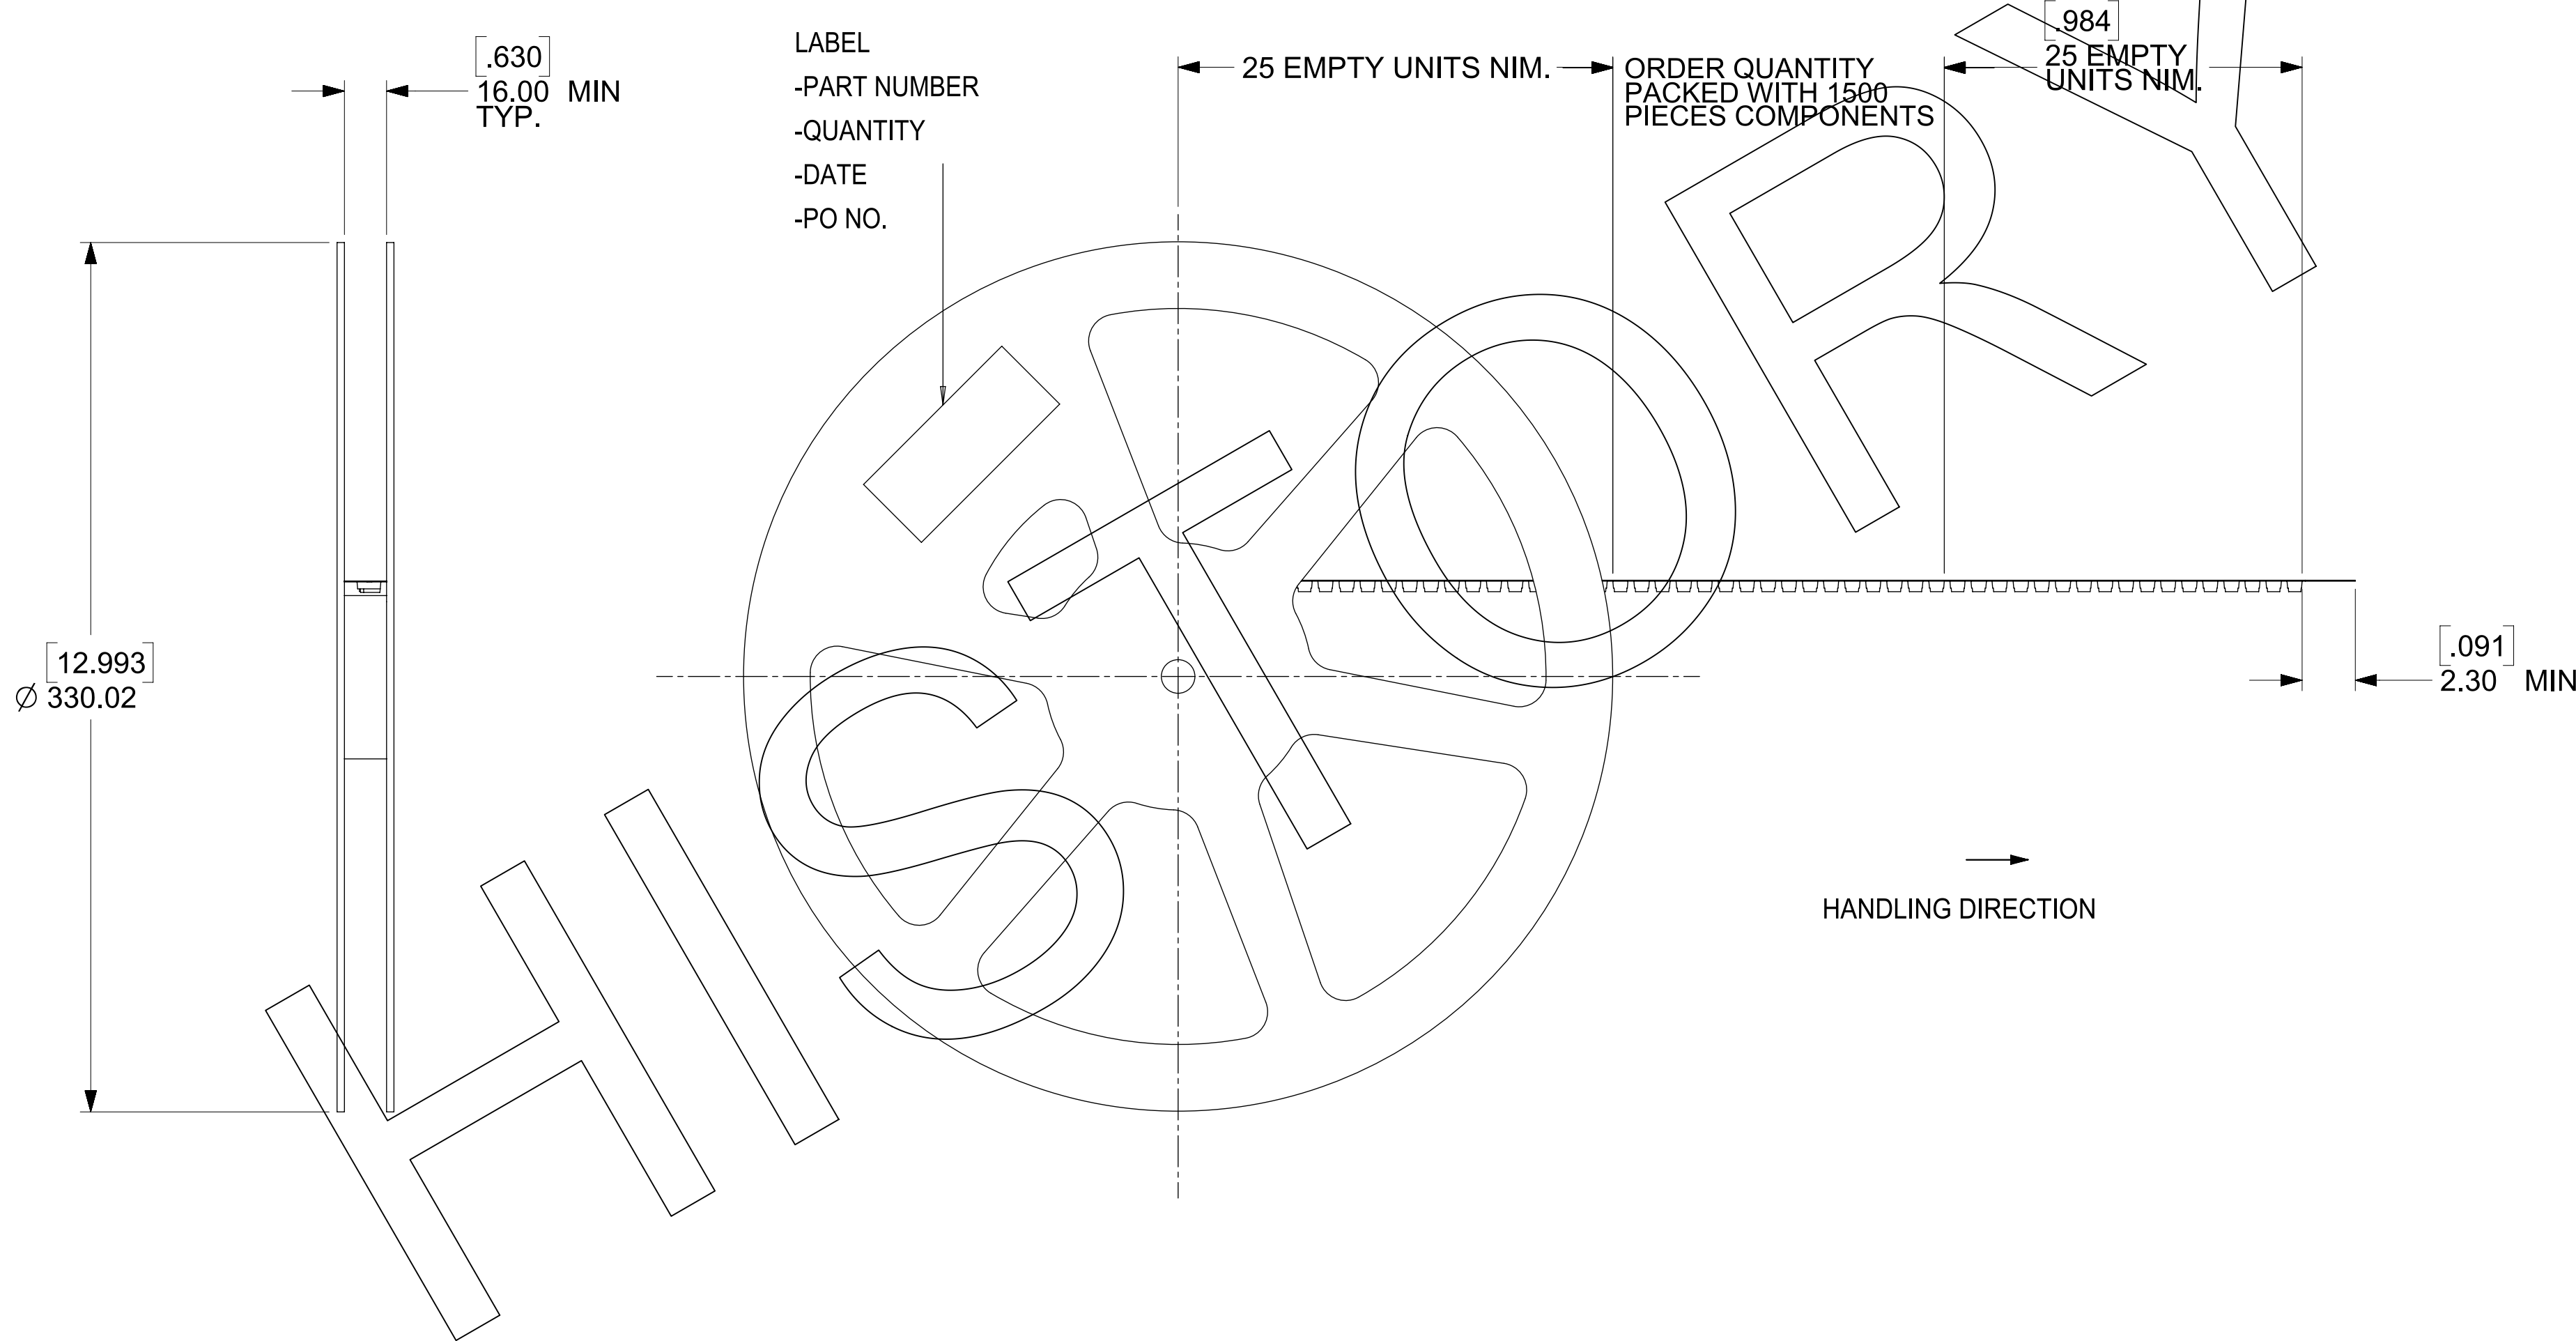 [.630]
16.00 MIN
TYP.
LABEL
-PART NUMBER
-QUANTITY
-DATE
-PO NO.
25 EMPTY UNITS NIM.
ORDER QUANTITY
PACKED WITH 1500
PIECES COMPONENTS
[.984]
25 EMPTY
UNITS NIM.
[12.993]
Ø 330.02
[.091]
2.30 MIN
HANDLING DIRECTION
HISTORY